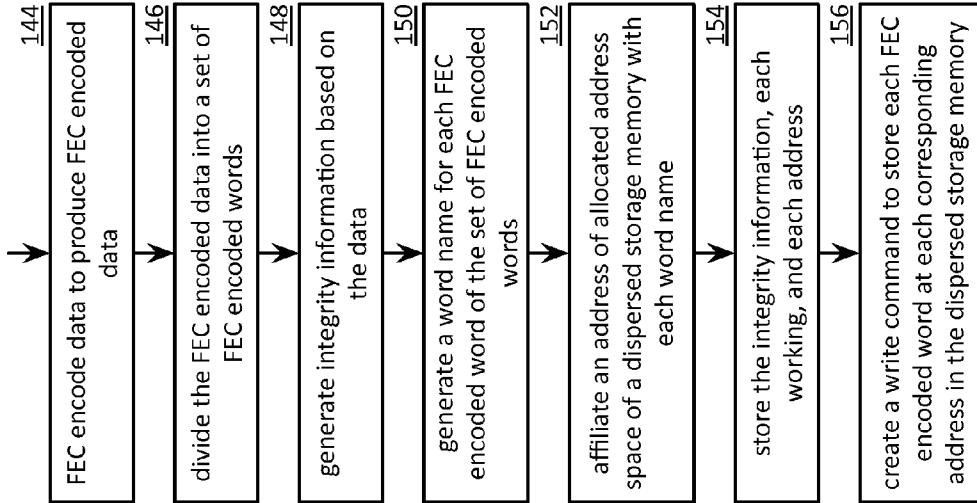 144
FEC encode data to produce FEC encoded
data
146
divide the FEC encoded data into a set of
FEC encoded words
148
generate integrity information based on
the data
150
generate a word name for each FEC
encoded word of the set of FEC encoded
words
152
affiliate an address of allocated address
space of a dispersed storage memory with
each word name
154
store the integrity information, each
working, and each address
156
create a write command to store each FEC
encoded word at each corresponding
address in the dispersed storage memory